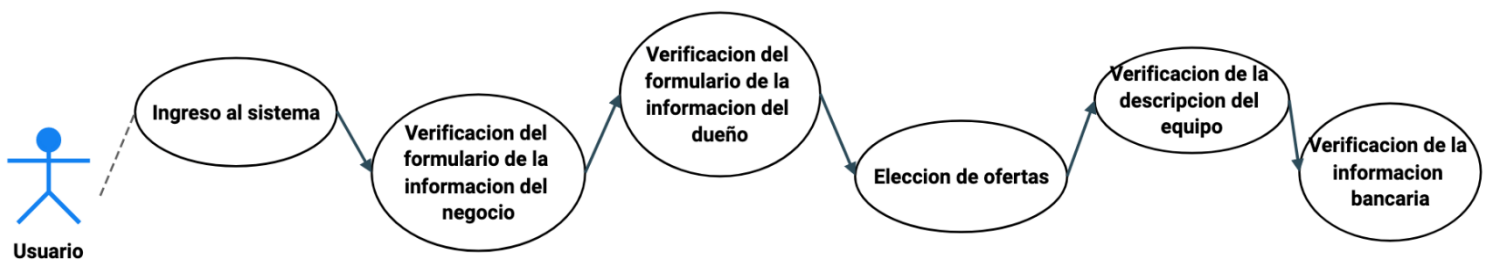 Usuario
Ingreso al sistema
Verificacion del
formulario de la
informacion del
negocio
Verificacion del
formulario de la
informacion del
dueño
Eleccion de ofertas
Verificacion de la
descripcion del
equipo
Verificacion de la
informacion
bancaria